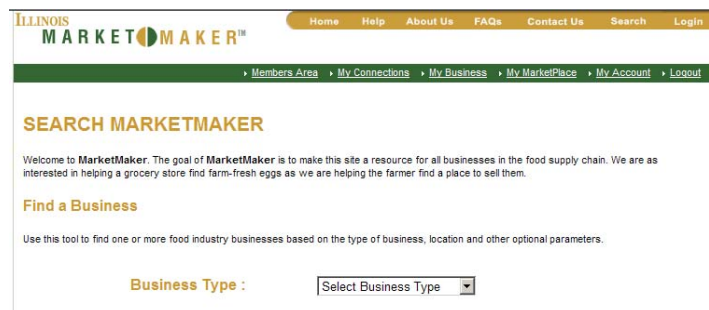 ILLINOIS
MARKET MAKER™
Home Help About Us FAQs Contact Us Search Login
Members Area My Connections My Business My MarketPlace My Account Logout
SEARCH MARKETMAKER
Welcome to MarketMaker. The goal of MarketMaker is to make this site a resource for all businesses in the food supply chain. We are as
interested in helping a grocery store find farm-fresh eggs as we are helping the farmer find a place to sell them.
Find a Business
Use this tool to find one or more food industry businesses based on the type of business, location and other optional parameters.
Business Type : Select Business Type